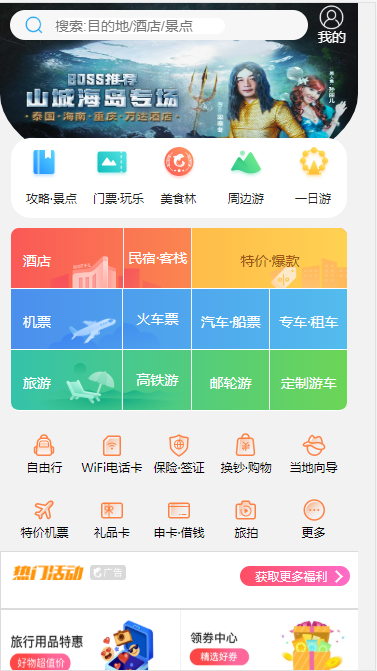 搜索:目的地/酒店/景点
我的
BOSS推荐
山城海岛专场
·泰国·海南·重庆·万达酒店·
攻略·景点 门票·玩乐 美食林 周边游 一日游
酒店 民宿·客栈 特价·爆款
机票 火车票 汽车·船票 专车·租车
旅游 高铁游 邮轮游 定制游
自由行 WiFi电话卡 保险·签证 换钞·购物 当地向导
特价机票 礼品卡 申卡·借钱 旅拍 更多
热门活动 广告 获取更多福利
旅行用品特惠 领券中心
好物超值价 精选好券